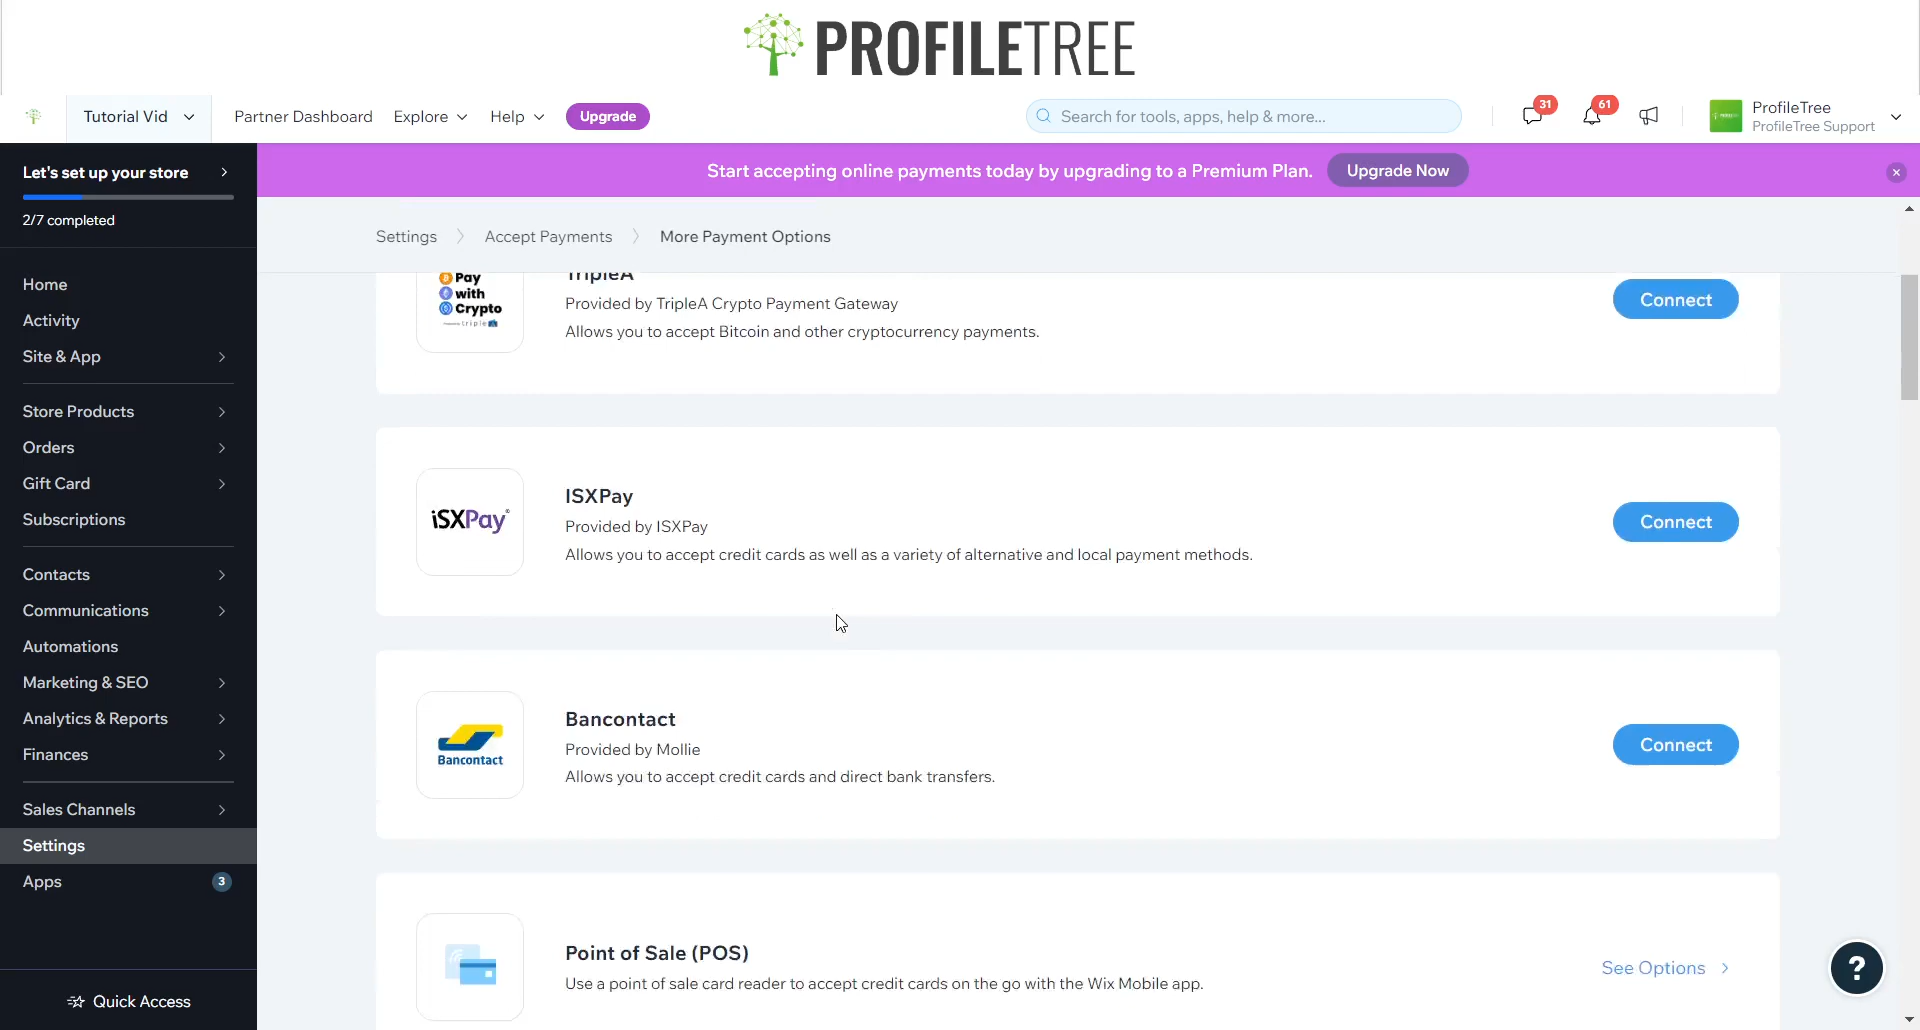 PROFILETREE
Tutorial Vid
Partner Dashboard
Explore
Help
Upgrade
Search for tools, apps, help & more...
31
61
ProfileTree
ProfileTree Support
Let's set up your store
2/7 completed
Start accepting online payments today by upgrading to a Premium Plan.
Upgrade Now
Home
Activity
Site & App
Store Products
Orders
Gift Card
Subscriptions
Contacts
Communications
Automations
Marketing & SEO
Analytics & Reports
Finances
Sales Channels
Settings
Apps
3
Quick Access
Settings
Accept Payments
More Payment Options
Pay
with
Crypto
TripleA
Provided by TripleA Crypto Payment Gateway
Allows you to accept Bitcoin and other cryptocurrency payments.
Connect
iSXPay
ISXPay
Provided by ISXPay
Allows you to accept credit cards as well as a variety of alternative and local payment methods.
Connect
Bancontact
Bancontact
Provided by Mollie
Allows you to accept credit cards and direct bank transfers.
Connect
Point of Sale (POS)
Use a point of sale card reader to accept credit cards on the go with the Wix Mobile app.
See Options
?